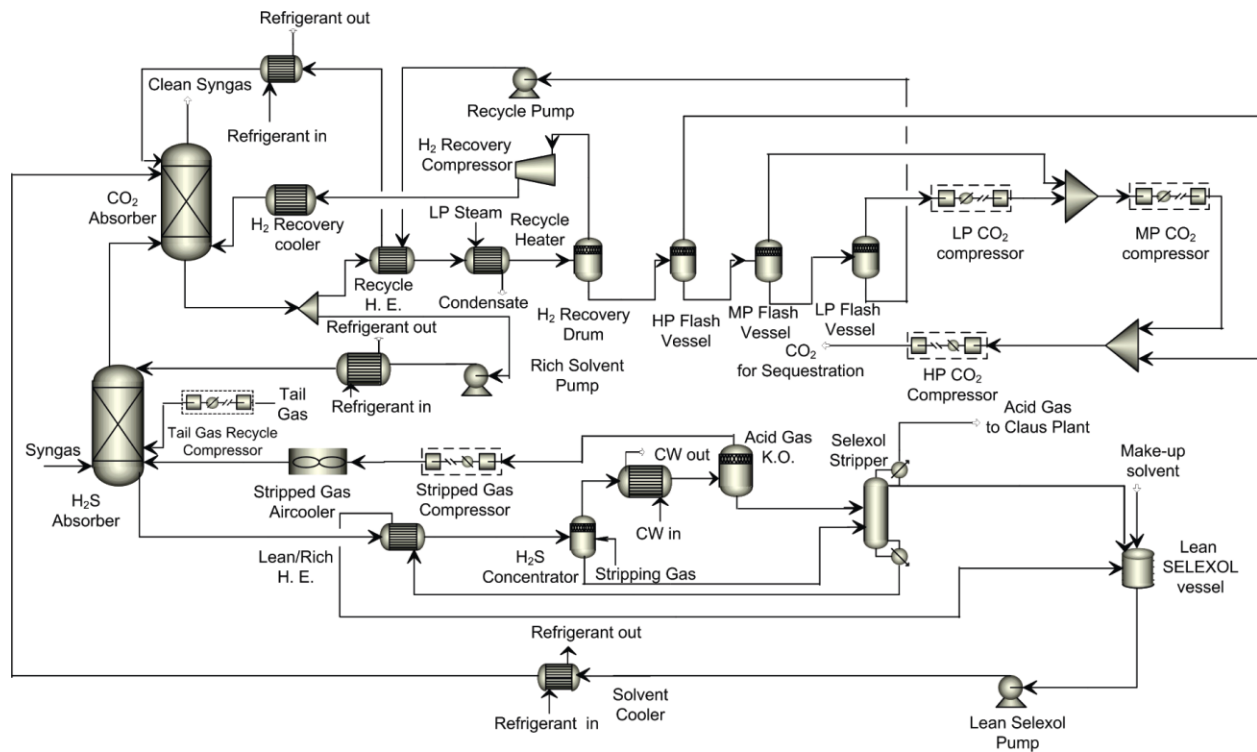 Refrigerant out
Clean Syngas
Refrigerant in
Recycle Pump
H₂ Recovery
Compressor
CO₂
Absorber
H₂ Recovery
cooler
LP Steam
Recycle
Heater
Recycle
H. E.
Condensate
H₂ Recovery
Drum
HP Flash
Vessel
MP Flash
Vessel
LP Flash
Vessel
LP CO₂
compressor
MP CO₂
compressor
Refrigerant out
Refrigerant in
Rich Solvent
Pump
CO₂
for Sequestration
HP CO₂
Compressor
Tail
Gas
Tail Gas Recycle
Compressor
Syngas
H₂S
Absorber
Stripped Gas
Aircooler
Stripped Gas
Compressor
CW out
CW in
Acid Gas
K.O.
Selexol
Stripper
Acid Gas
to Claus Plant
Make-up
solvent
Lean/Rich
H. E.
H₂S
Concentrator
Stripping Gas
Lean
SELEXOL
vessel
Refrigerant out
Refrigerant in
Solvent
Cooler
Lean Selexol
Pump